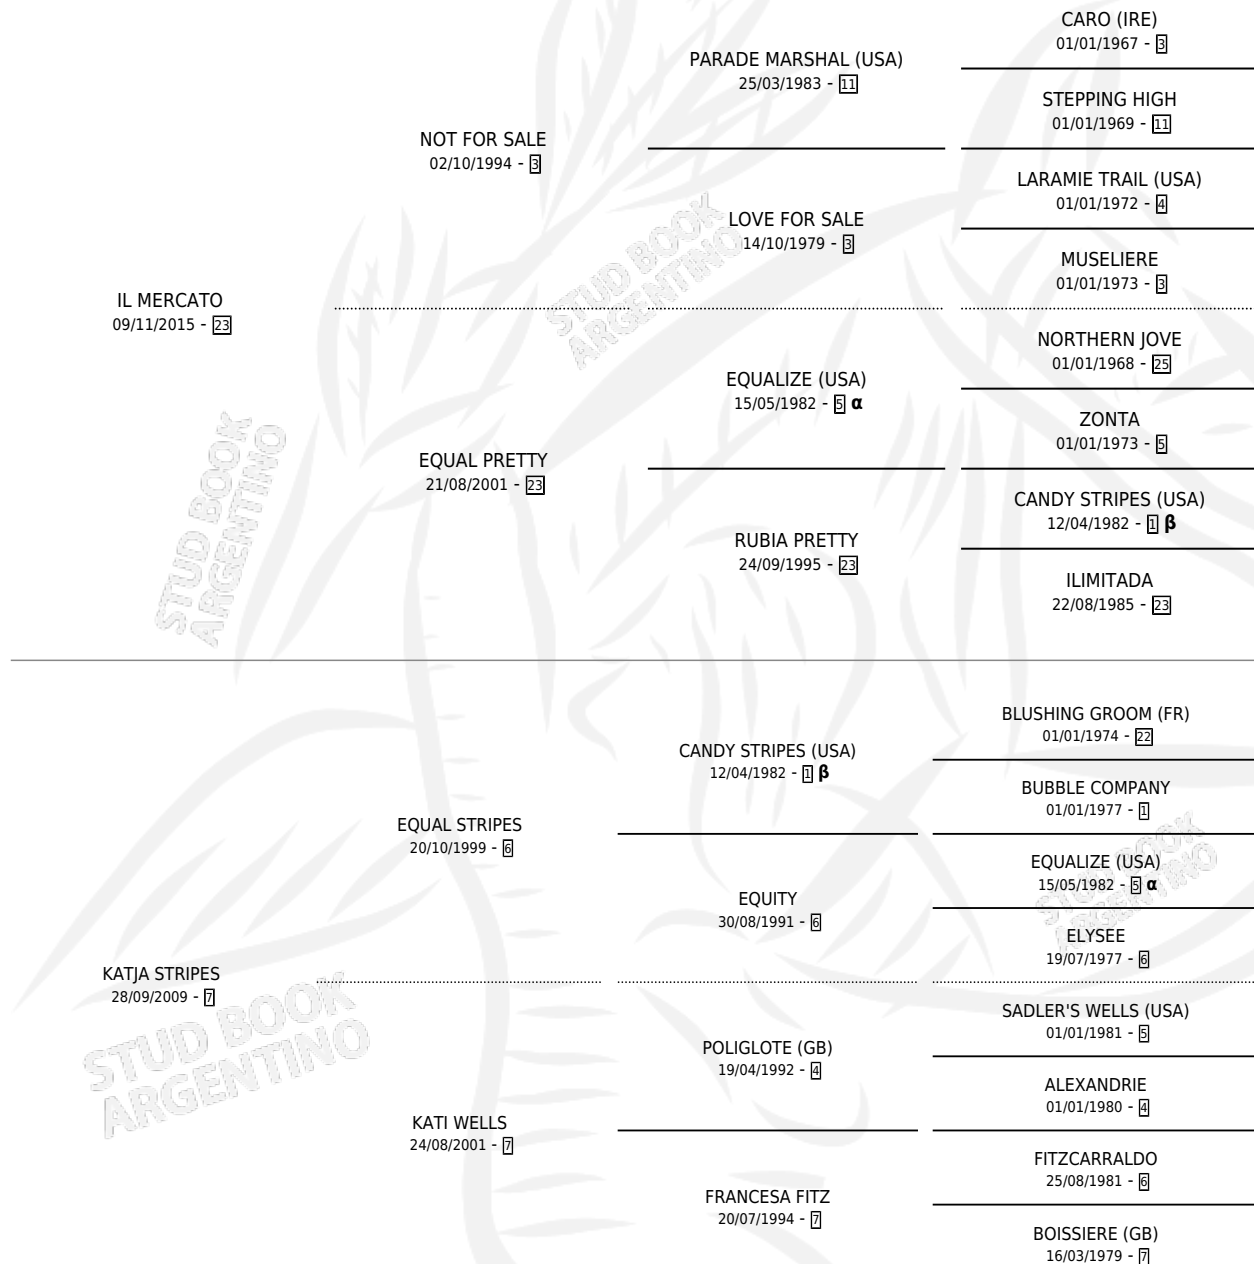 CARO (IRE)
01/01/1967 - 3
PARADE MARSHAL (USA)
25/03/1983 - 11
STEPPING HIGH
01/01/1969 - 11
NOT FOR SALE
02/10/1994 - 3
LARAMIE TRAIL (USA)
01/01/1972 - 4
LOVE FOR SALE
14/10/1979 - 3
MUSELIERE
01/01/1973 - 3
IL MERCATO
09/11/2015 - 23
NORTHERN JOVE
01/01/1968 - 25
EQUALIZE (USA)
15/05/1982 - 5 α
ZONTA
01/01/1973 - 5
EQUAL PRETTY
21/08/2001 - 23
CANDY STRIPES (USA)
12/04/1982 - 1 β
RUBIA PRETTY
24/09/1995 - 23
ILIMITADA
22/08/1985 - 23
BLUSHING GROOM (FR)
01/01/1974 - 22
CANDY STRIPES (USA)
12/04/1982 - 1 β
BUBBLE COMPANY
01/01/1977 - 1
EQUAL STRIPES
20/10/1999 - 6
EQUALIZE (USA)
15/05/1982 - 5 α
EQUITY
30/08/1991 - 6
ELYSEE
19/07/1977 - 6
KATJA STRIPES
28/09/2009 - 7
SADLER'S WELLS (USA)
01/01/1981 - 5
POLIGLOTE (GB)
19/04/1992 - 4
ALEXANDRIE
01/01/1980 - 4
KATI WELLS
24/08/2001 - 7
FITZCARRALDO
25/08/1981 - 6
FRANCESA FITZ
20/07/1994 - 7
BOISSIERE (GB)
16/03/1979 - 7
STUD BOOK
ARGENTINO
STUD BOOK
ARGENTINO
STUD BOOK
ARGENTINO
STUD BOOK
ARGENTINO